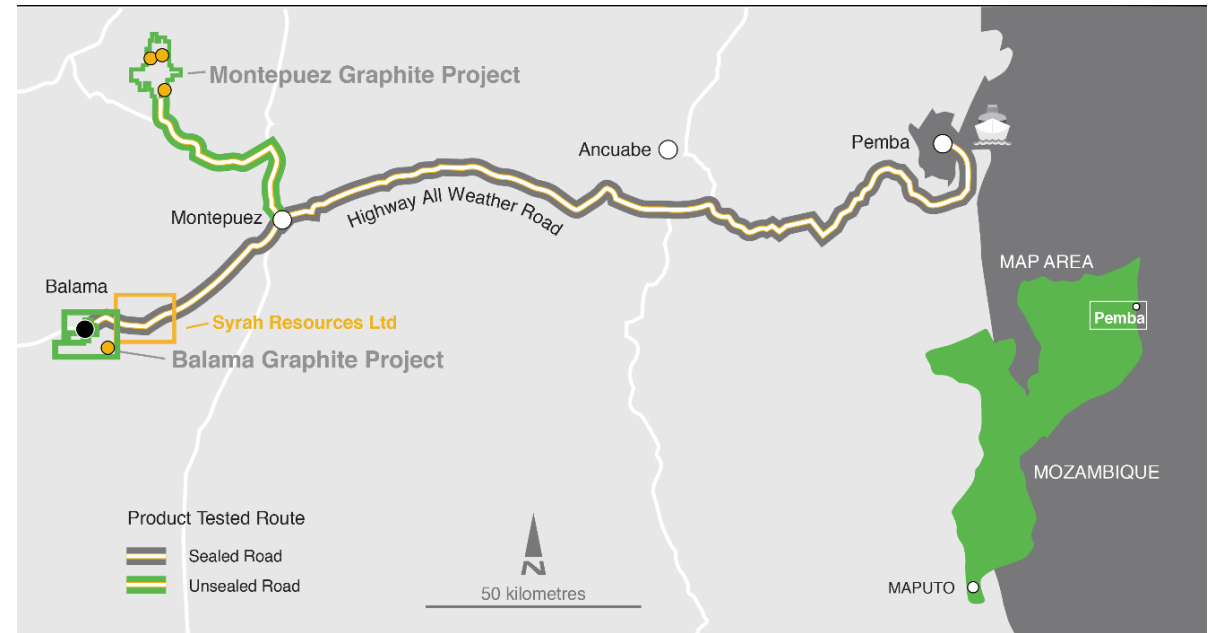 Montepuez Graphite Project
Ancuabe
Pemba
Montepuez
Highway All Weather Road
Balama
MAP AREA
Pemba
Syrah Resources Ltd
Balama Graphite Project
MOZAMBIQUE
Product Tested Route
Sealed Road
Unsealed Road
N
50 kilometres
MAPUTO